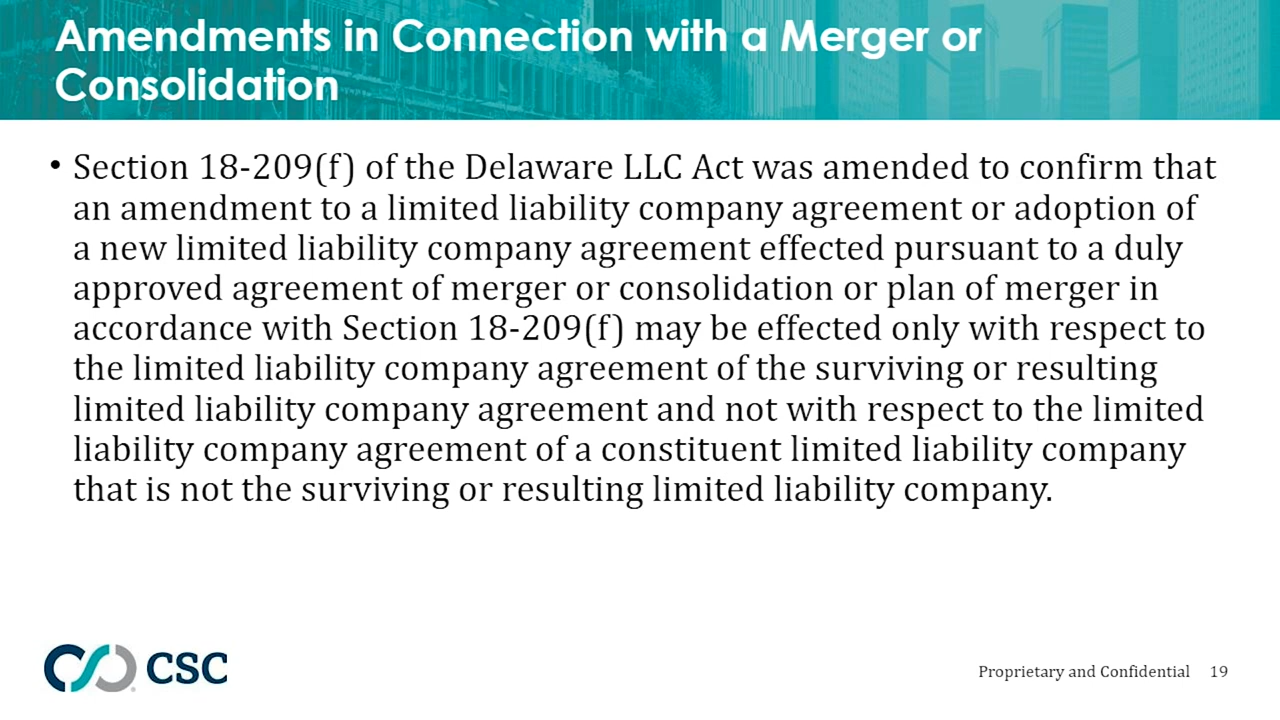 Amendments in Connection with a Merger or
Consolidation
• Section 18-209(f) of the Delaware LLC Act was amended to confirm that
an amendment to a limited liability company agreement or adoption of
a new limited liability company agreement effected pursuant to a duly
approved agreement of merger or consolidation or plan of merger in
accordance with Section 18-209(f) may be effected only with respect to
the limited liability company agreement of the surviving or resulting
limited liability company agreement and not with respect to the limited
liability company agreement of a constituent limited liability company
that is not the surviving or resulting limited liability company.
CSC
Proprietary and Confidential 19